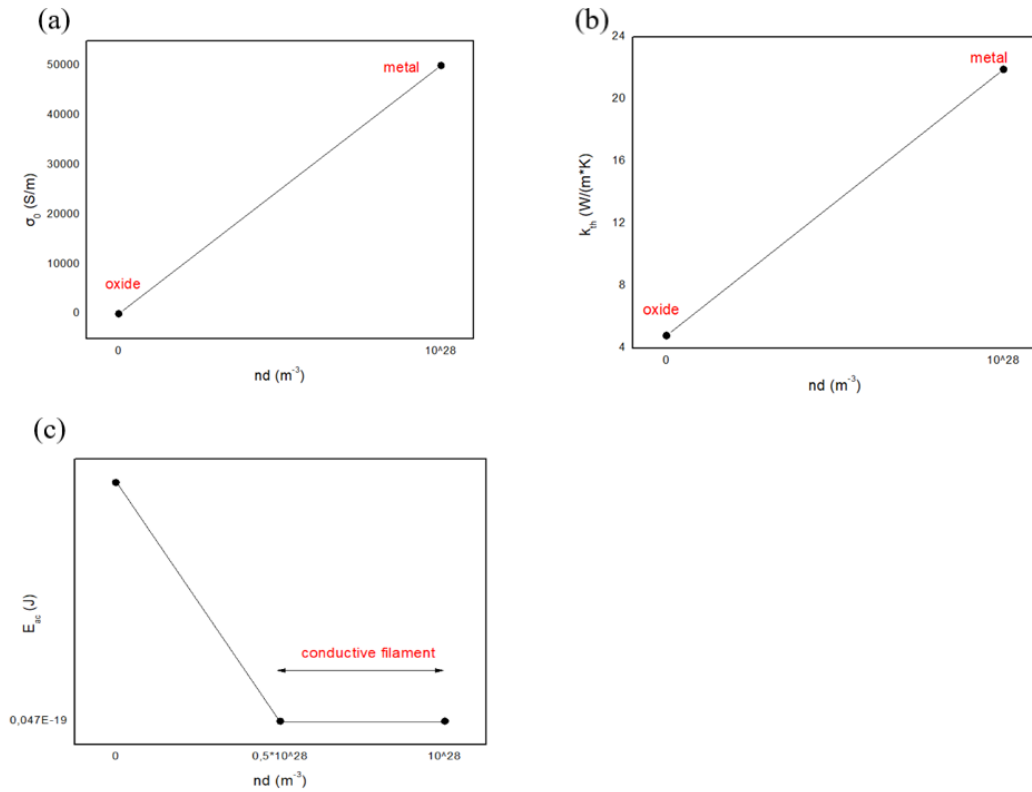 (a)
50000
40000
30000
20000
10000
0
σ₀ (S/m)
metal
oxide
0
10^28
nd (m⁻³)
(b)
24
20
16
12
8
4
kₜₕ (W/(m*K)
metal
oxide
0
10^28
nd (m⁻³)
(c)
E_ac (J)
0,047E-19
conductive filament
0
0,5*10^28
10^28
nd (m⁻³)